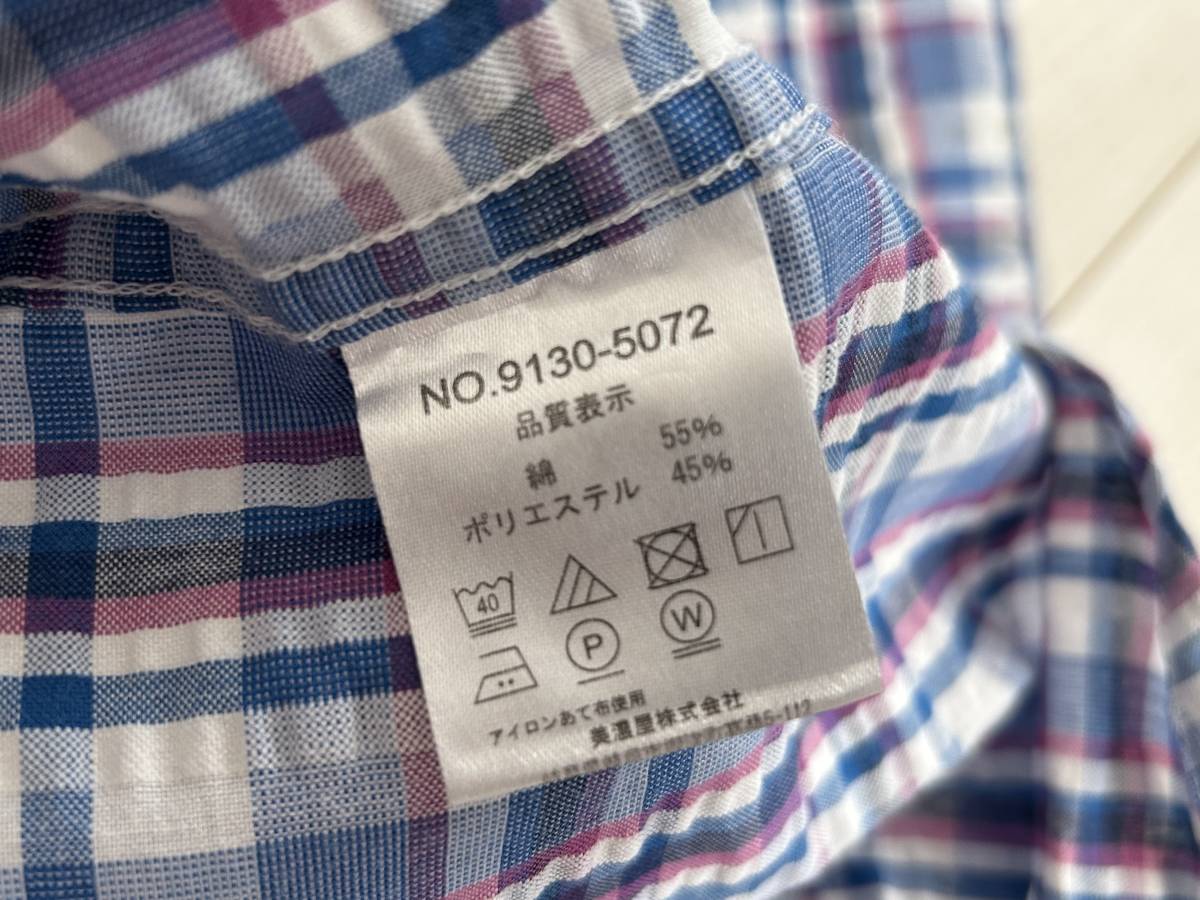 NO.9130-5072
品質表示
綿 55%
ポリエステル 45%
40
P W
アイロンあて布使用
美濃屋株式会社